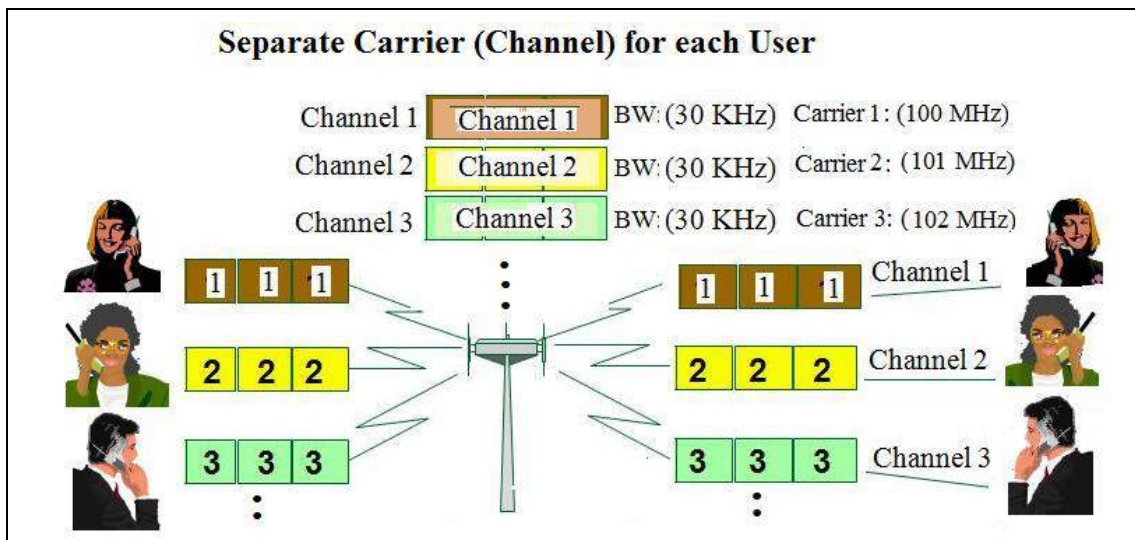 Separate Carrier (Channel) for each User
Channel 1 Channel 1 BW: (30 KHz) Carrier 1: (100 MHz)
Channel 2 Channel 2 BW: (30 KHz) Carrier 2: (101 MHz)
Channel 3 Channel 3 BW: (30 KHz) Carrier 3: (102 MHz)
1 1 1 1 1 1 Channel 1
2 2 2 2 2 2 Channel 2
3 3 3 3 3 3 Channel 3